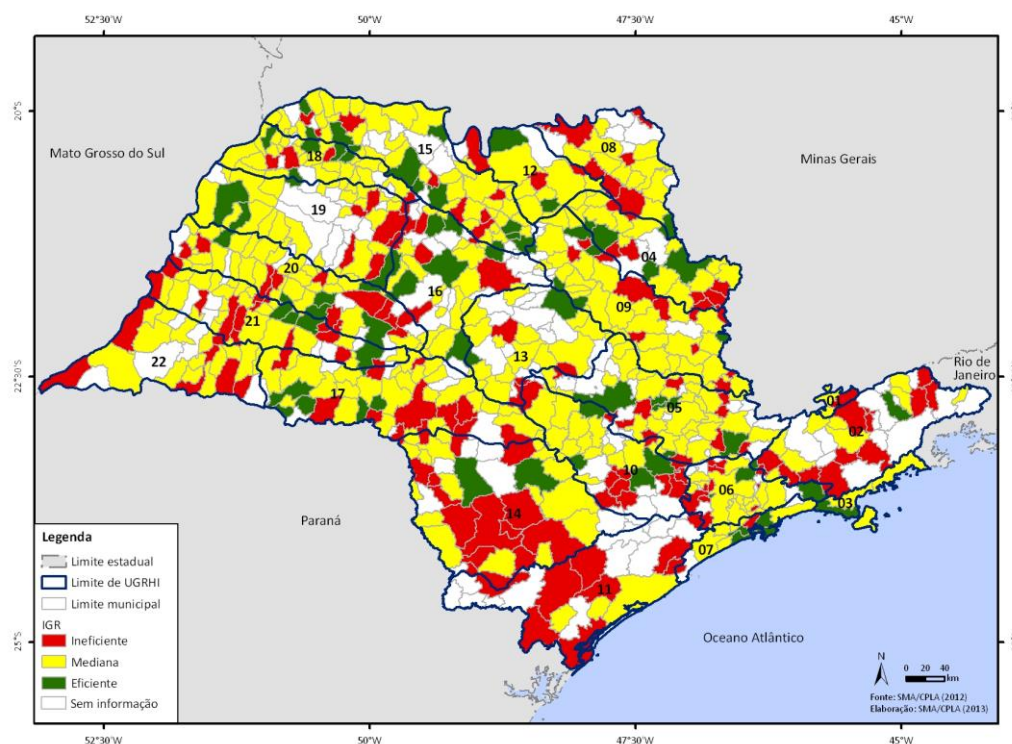 52°30'W 50°W 47°30'W 45°W
20°S
Mato Grosso do Sul
Minas Gerais
08
15
18
12
19
04
20
16
09
21
13
22
22°30'S
Rio de
Janeiro
17
05
01
02
10
06
03
14
Paraná
07
11
Legenda
Limite estadual
Limite de UGRHI
Limite municipal
IGR
Ineficiente
Mediana
Eficiente
Sem informação
25°S
Oceano Atlântico
N
0 20 40
km
Fonte: SMA/CPLA (2012)
Elaboração: SMA/CPLA (2013)
52°30'W 50°W 47°30'W 45°W